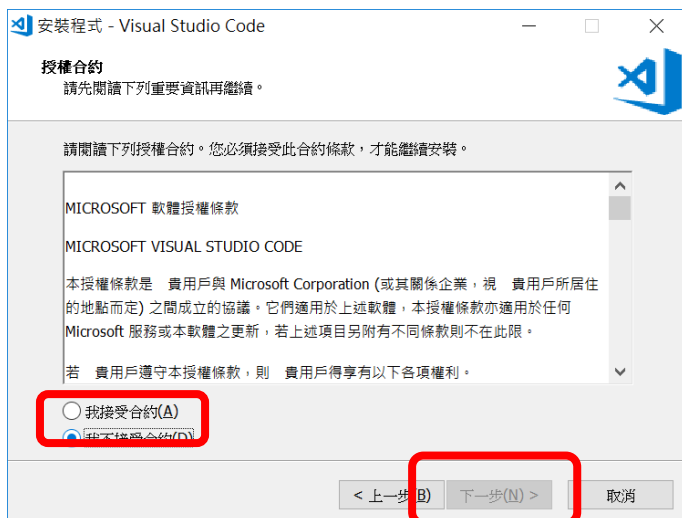 安裝程式 - Visual Studio Code
授權合約
請先閱讀下列重要資訊再繼續。
請閱讀下列授權合約。您必須接受此合約條款，才能繼續安裝。
MICROSOFT 軟體授權條款
MICROSOFT VISUAL STUDIO CODE
本授權條款是　貴用戶與 Microsoft Corporation (或其關係企業，視　貴用戶所居住
的地點而定) 之間成立的協議。它們適用於上述軟體，本授權條款亦適用於任何
Microsoft 服務或本軟體之更新，若上述項目另附有不同條款則不在此限。
若　貴用戶遵守本授權條款，則　貴用戶得享有以下各項權利。
我接受合約(A)
我不接受合約(D)
< 上一步(B) 下一步(N) > 取消